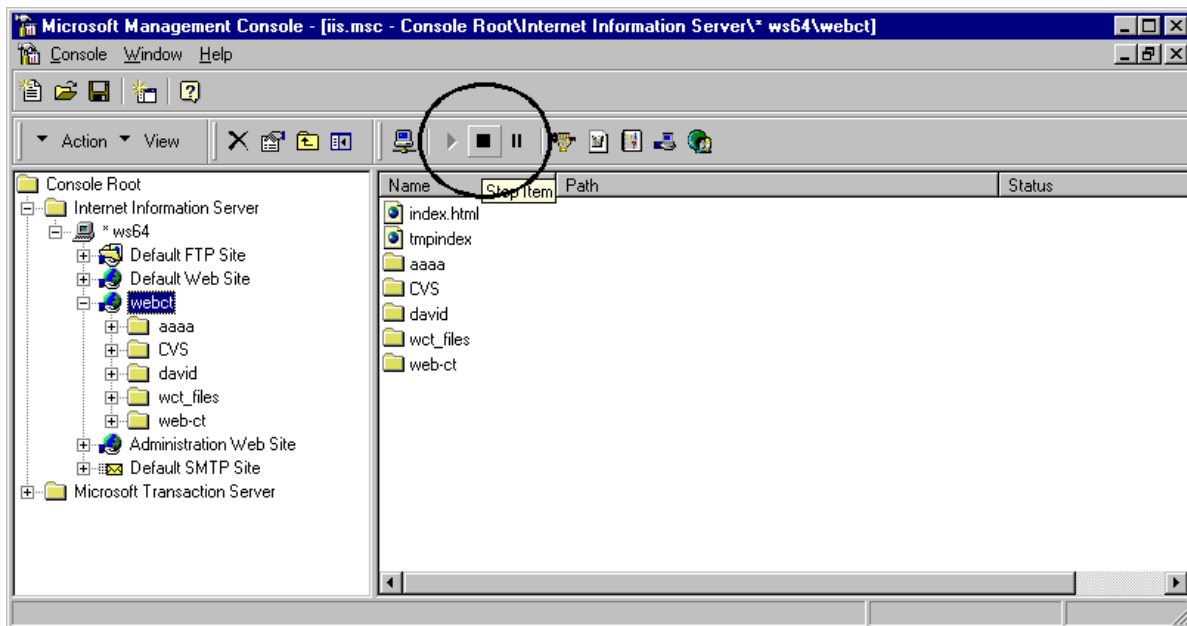 Microsoft Management Console - [iis.msc - Console Root\Internet Information Server\* ws64\webct]
Console Window Help
Action View
Stop Item
Console Root
Internet Information Server
* ws64
Default FTP Site
Default Web Site
webct
aaaa
CVS
david
wct_files
web-ct
Administration Web Site
Default SMTP Site
Microsoft Transaction Server
Name Path Status
index.html
tmpindex
aaaa
CVS
david
wct_files
web-ct